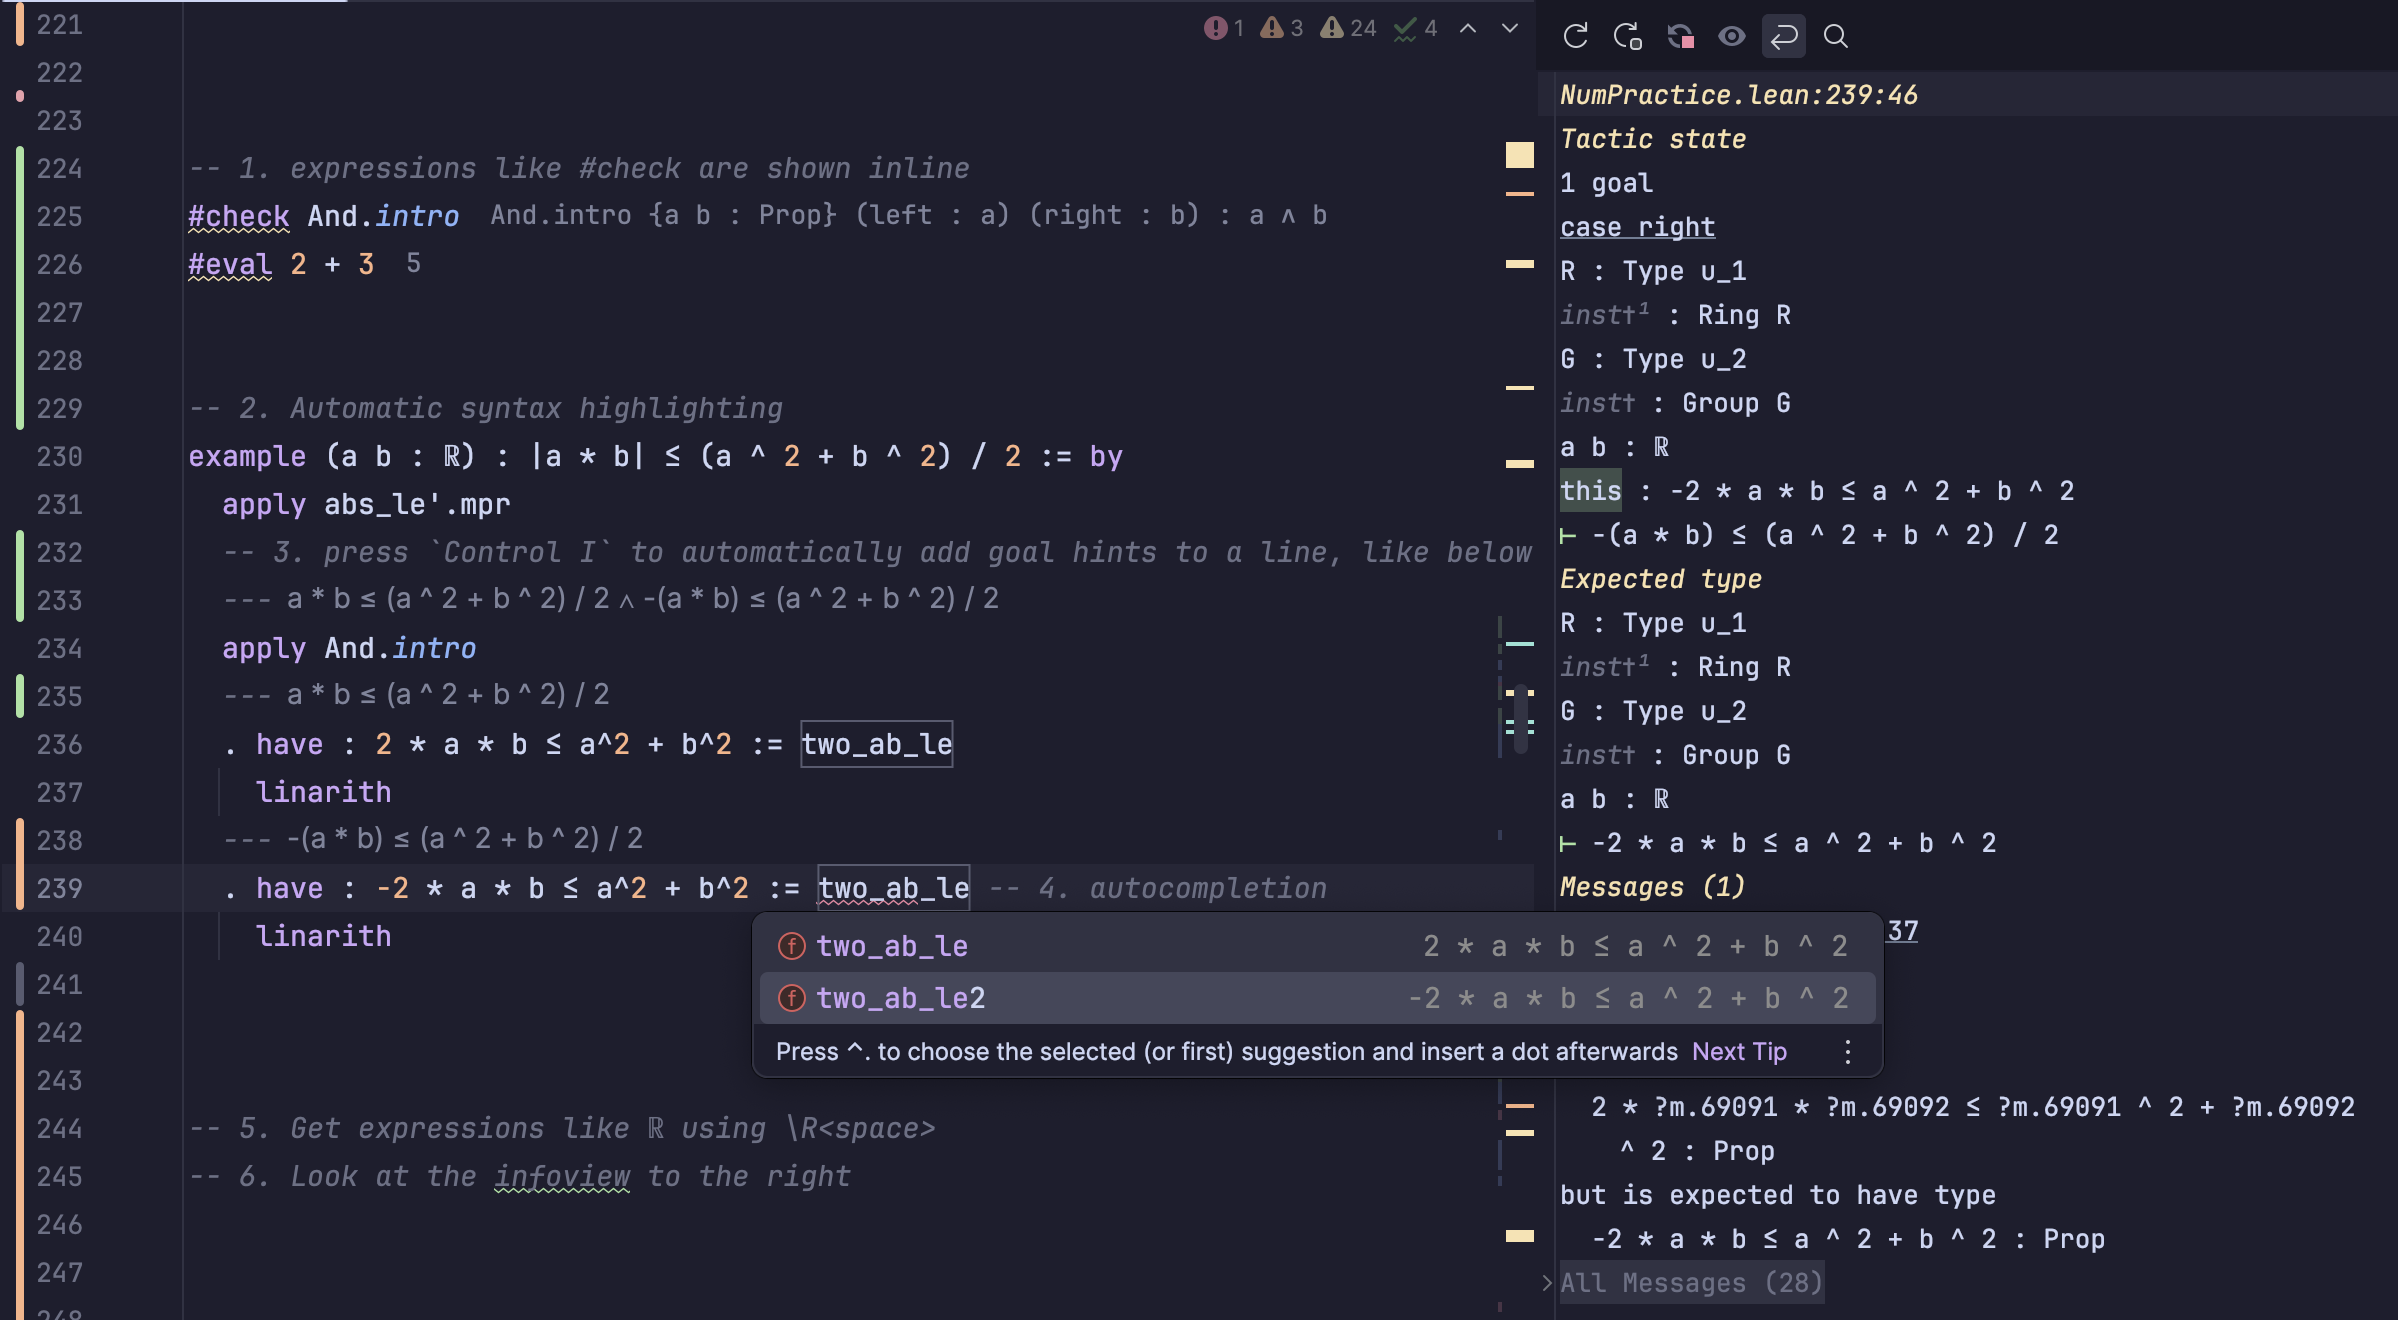 221
222
223
224 -- 1. expressions like #check are shown inline
225 #check And.intro And.intro {a b : Prop} (left : a) (right : b) : a ∧ b
226 #eval 2 + 3 5
227
228
229 -- 2. Automatic syntax highlighting
230 example (a b : ℝ) : |a * b| ≤ (a ^ 2 + b ^ 2) / 2 := by
231 apply abs_le'.mpr
232 -- 3. press `Control I` to automatically add goal hints to a line, like below
233 --- a * b ≤ (a ^ 2 + b ^ 2) / 2 ∧ -(a * b) ≤ (a ^ 2 + b ^ 2) / 2
234 apply And.intro
235 --- a * b ≤ (a ^ 2 + b ^ 2) / 2
236 . have : 2 * a * b ≤ a^2 + b^2 := two_ab_le
237 linarith
238 --- -(a * b) ≤ (a ^ 2 + b ^ 2) / 2
239 . have : -2 * a * b ≤ a^2 + b^2 := two_ab_le -- 4. autocompletion
240 linarith
241
242
243
244 -- 5. Get expressions like ℝ using \R<space>
245 -- 6. Look at the infoview to the right
246
247
248
1 3 24 4
two_ab_le 2 * a * b ≤ a ^ 2 + b ^ 2
two_ab_le2 -2 * a * b ≤ a ^ 2 + b ^ 2
Press ^. to choose the selected (or first) suggestion and insert a dot afterwards Next Tip
NumPractice.lean:239:46
Tactic state
1 goal
case right
R : Type u_1
inst✝¹ : Ring R
G : Type u_2
inst✝ : Group G
a b : ℝ
this : -2 * a * b ≤ a ^ 2 + b ^ 2
⊢ -(a * b) ≤ (a ^ 2 + b ^ 2) / 2
Expected type
R : Type u_1
inst✝¹ : Ring R
G : Type u_2
inst✝ : Group G
a b : ℝ
⊢ -2 * a * b ≤ a ^ 2 + b ^ 2
Messages (1)
37
2 * ?m.69091 * ?m.69092 ≤ ?m.69091 ^ 2 + ?m.69092
^ 2 : Prop
but is expected to have type
-2 * a * b ≤ a ^ 2 + b ^ 2 : Prop
All Messages (28)